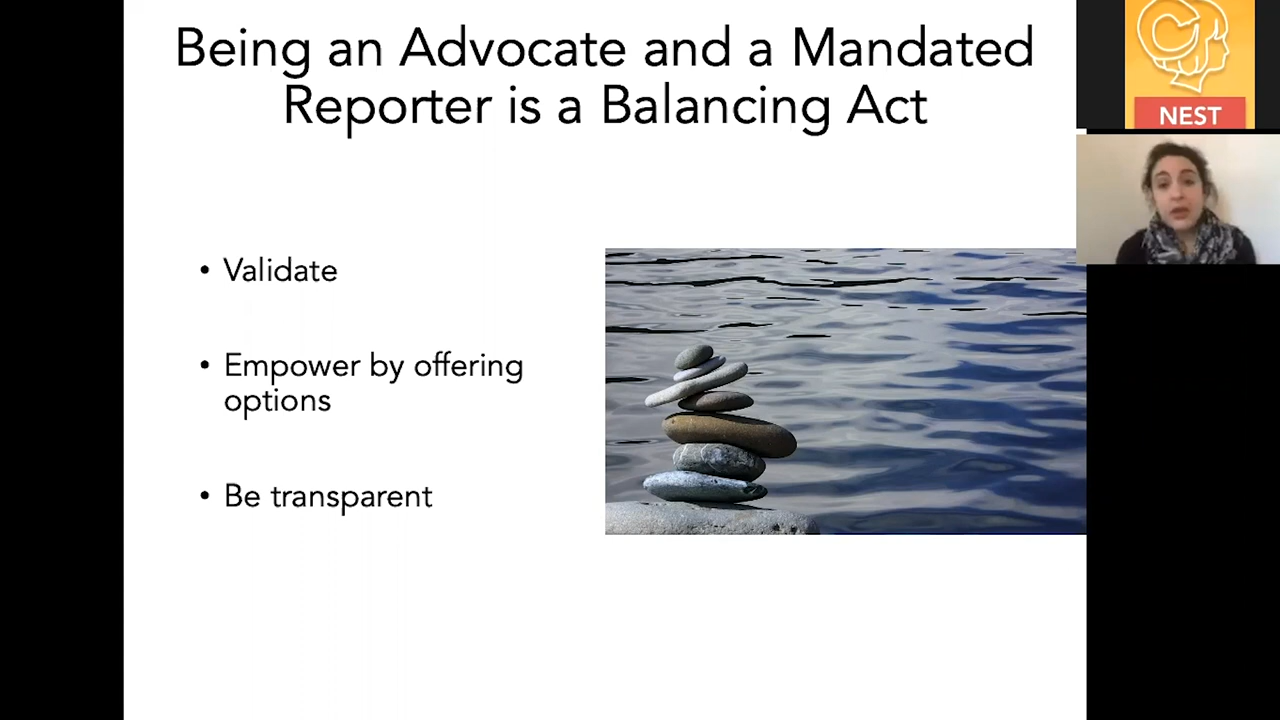 Being an Advocate and a Mandated
Reporter is a Balancing Act
NEST
• Validate
• Empower by offering
options
• Be transparent